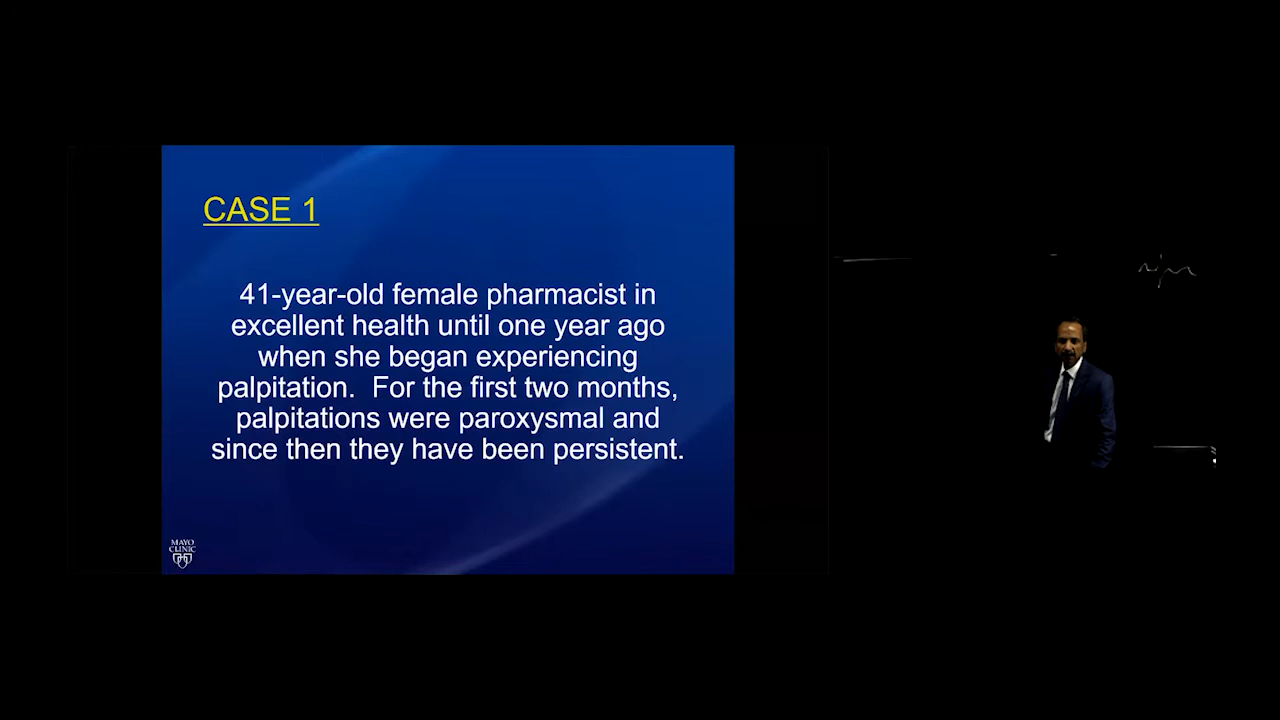 CASE 1
41-year-old female pharmacist in
excellent health until one year ago
when she began experiencing
palpitation.  For the first two months,
palpitations were paroxysmal and
since then they have been persistent.
MAYO
CLINIC